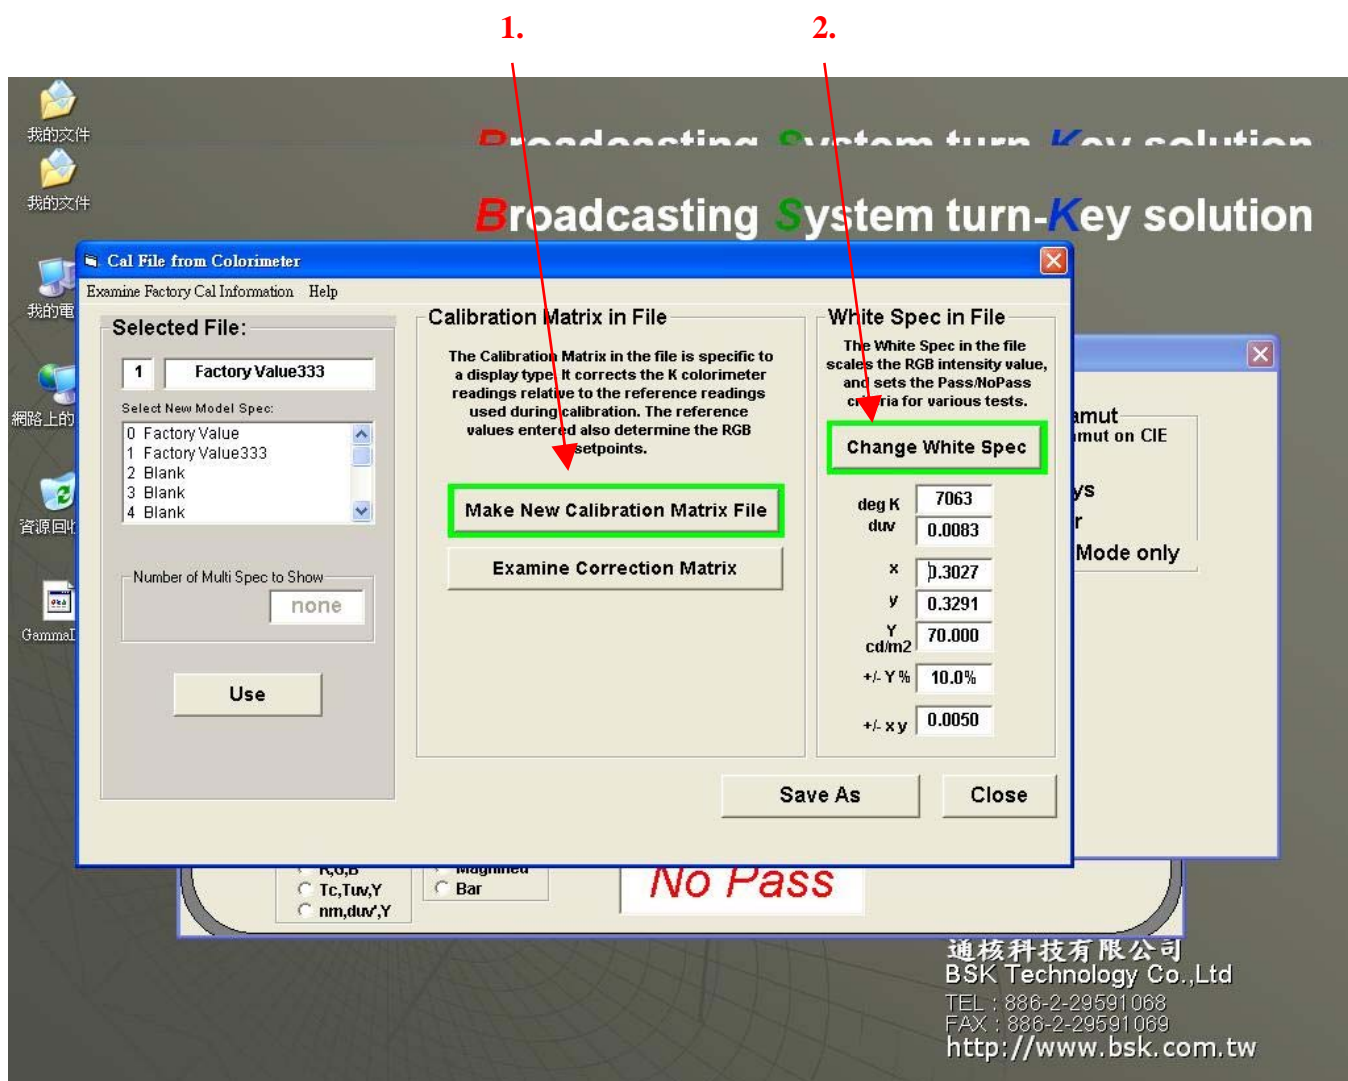 1.
2.
我的文件
Broadcasting System turn-Key solution
我的文件
Broadcasting System turn-Key solution
Cal File from Colorimeter
Examine Factory Cal Information Help
我的電
網路上的
資源回收
Selected File:
1 Factory Value333
Select New Model Spec:
0 Factory Value
1 Factory Value333
2 Blank
3 Blank
4 Blank
Number of Multi Spec to Show
none
Use
Calibration Matrix in File
The Calibration Matrix in the file is specific to
a display type. It corrects the K colorimeter
readings relative to the reference readings
used during calibration. The reference
values entered also determine the RGB
setpoints.
Make New Calibration Matrix File
Examine Correction Matrix
White Spec in File
The White Spec in the file
scales the RGB intensity value,
and sets the Pass/NoPass
criteria for various tests.
Change White Spec
deg K 7063
duv 0.0083
x 0.3027
y 0.3291
Y
cd/m2 70.000
+/- Y % 10.0%
+/- x y 0.0050
Save As
Close
amut
mut on CIE
ys
r
Mode only
R,G,B
Tc,Tuv,Y
nm,duv',Y
Magnified
Bar
No Pass
通核科技有限公司
BSK Technology Co.,Ltd
TEL : 886-2-29591068
FAX : 886-2-29591069
http://www.bsk.com.tw